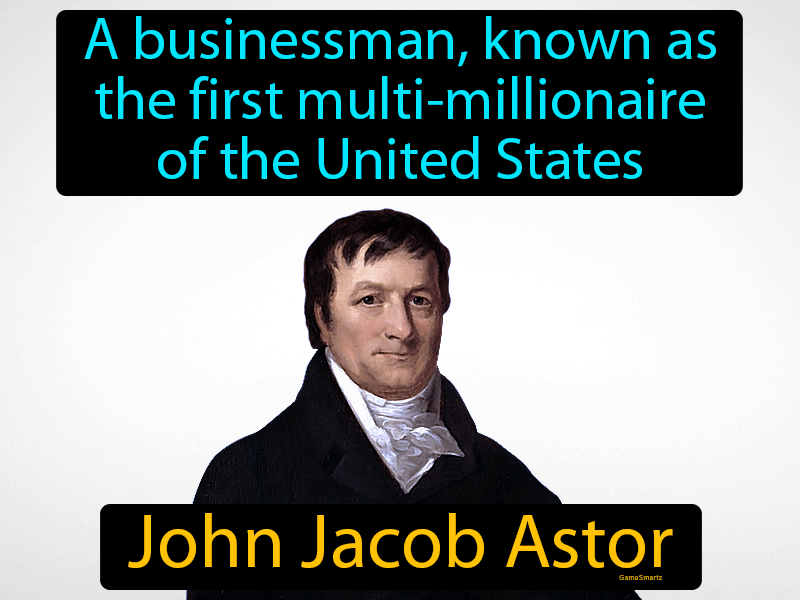 A businessman, known as
the first multi-millionaire
of the United States
John Jacob Astor
GameSmartz